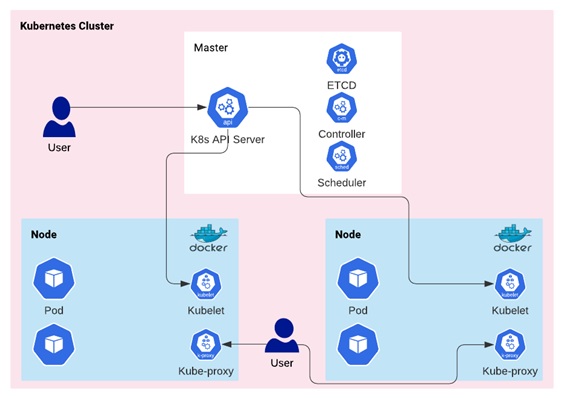 Kubernetes Cluster
Master
etcd
ETCD
api
K8s API Server
c-m
Controller
sched
Scheduler
User
Node
docker
Pod
kubelet
Kubelet
k-proxy
Kube-proxy
User
Node
docker
Pod
kubelet
Kubelet
k-proxy
Kube-proxy